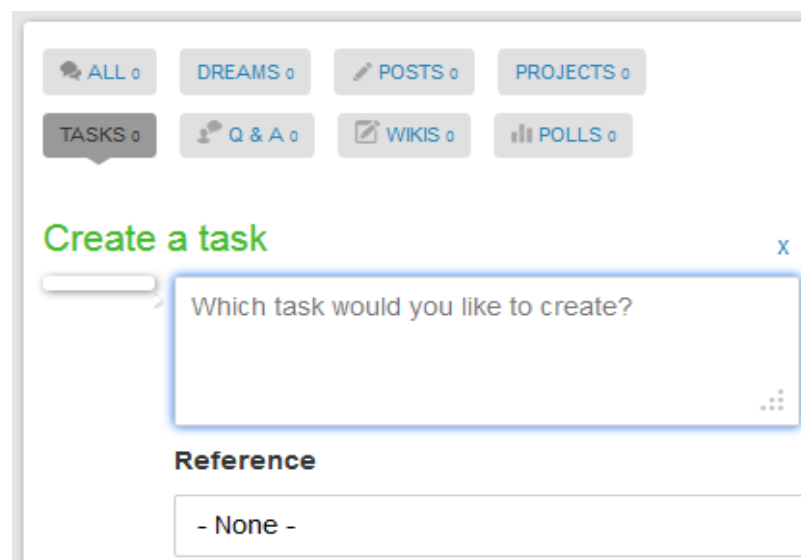 ALL 0 DREAMS 0 POSTS 0 PROJECTS 0
TASKS 0 Q & A 0 WIKIS 0 POLLS 0
Create a task
x
Which task would you like to create?
Reference
- None -